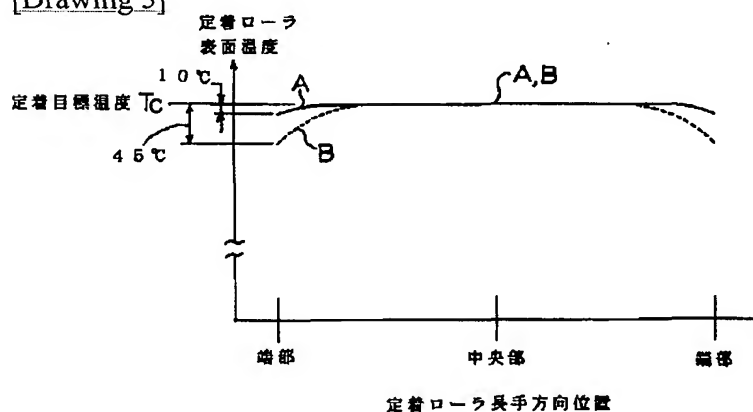 [Drawing 3]
定着ローラ
表面温度
10℃
A
A,B
定着目標温度 Tc
B
45℃
端部
中央部
端部
定着ローラ長手方向位置